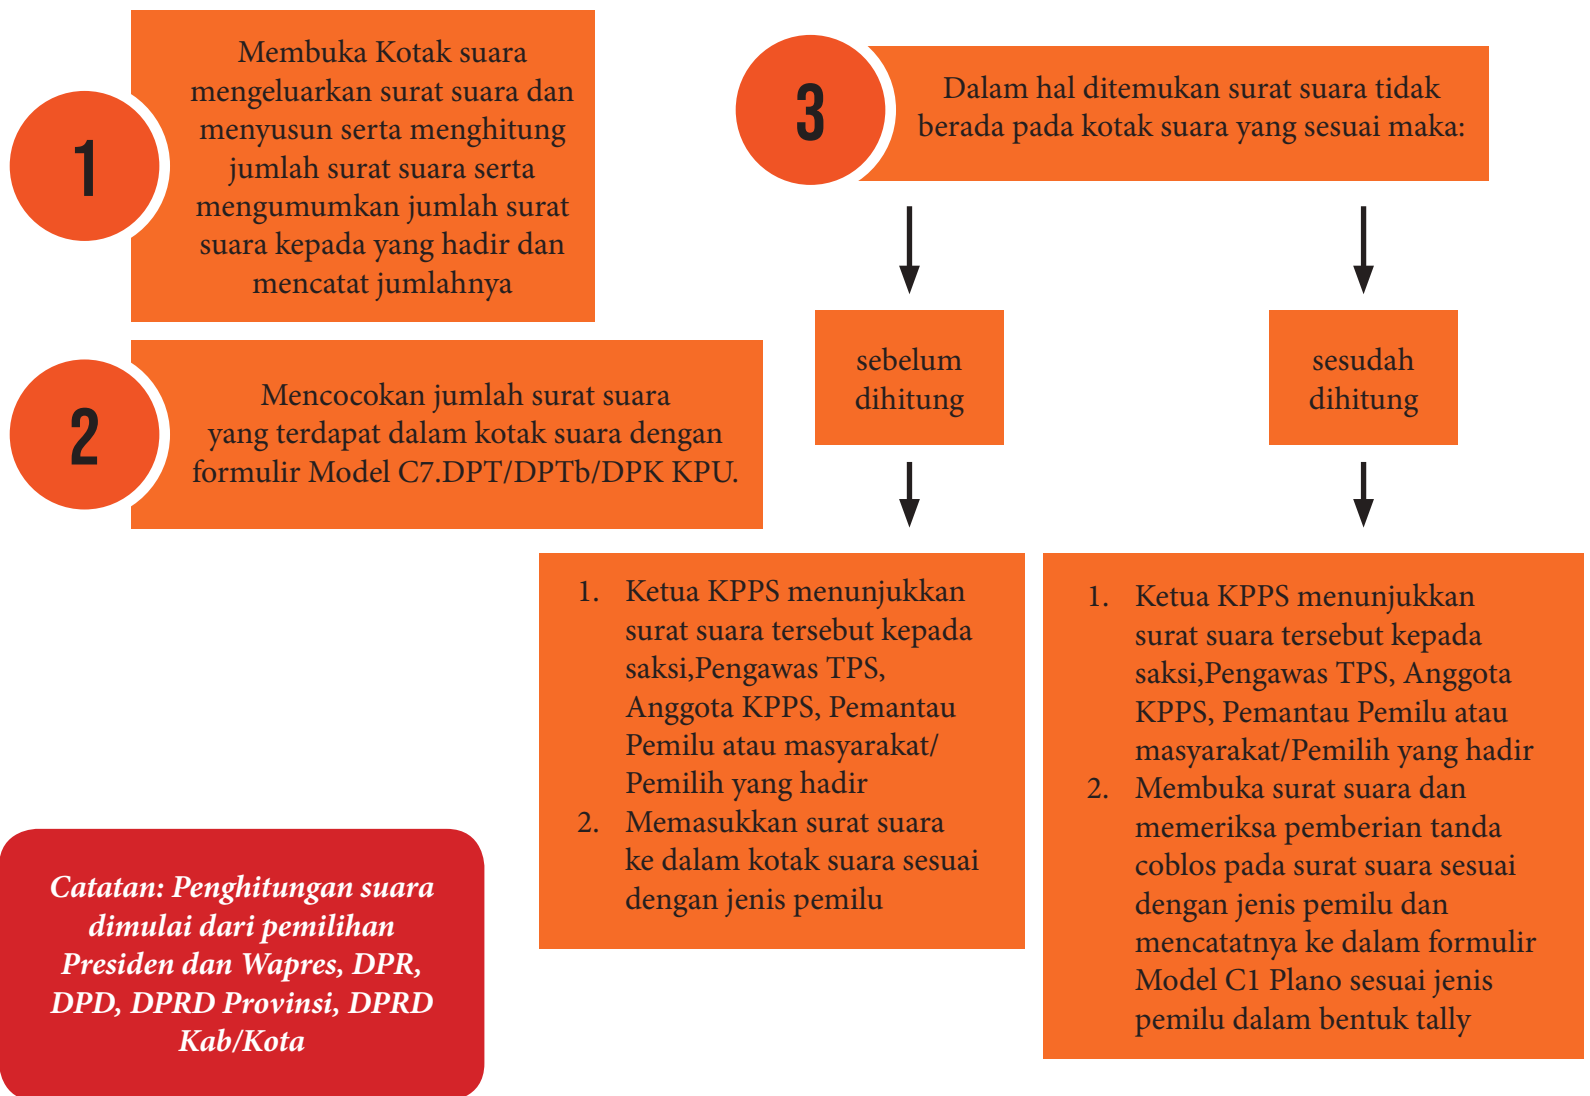 1
Membuka Kotak suara
mengeluarkan surat suara dan
menyusun serta menghitung
jumlah surat suara serta
mengumumkan jumlah surat
suara kepada yang hadir dan
mencatat jumlahnya
2
Mencocokan jumlah surat suara
yang terdapat dalam kotak suara dengan
formulir Model C7.DPT/DPTb/DPK KPU.
3
Dalam hal ditemukan surat suara tidak
berada pada kotak suara yang sesuai maka:
sebelum
dihitung
1. Ketua KPPS menunjukkan
surat suara tersebut kepada
saksi,Pengawas TPS,
Anggota KPPS, Pemantau
Pemilu atau masyarakat/
Pemilih yang hadir
2. Memasukkan surat suara
ke dalam kotak suara sesuai
dengan jenis pemilu
sesudah
dihitung
1. Ketua KPPS menunjukkan
surat suara tersebut kepada
saksi,Pengawas TPS, Anggota
KPPS, Pemantau Pemilu atau
masyarakat/Pemilih yang hadir
2. Membuka surat suara dan
memeriksa pemberian tanda
coblos pada surat suara sesuai
dengan jenis pemilu dan
mencatatnya ke dalam formulir
Model C1 Plano sesuai jenis
pemilu dalam bentuk tally
Catatan: Penghitungan suara
dimulai dari pemilihan
Presiden dan Wapres, DPR,
DPD, DPRD Provinsi, DPRD
Kab/Kota